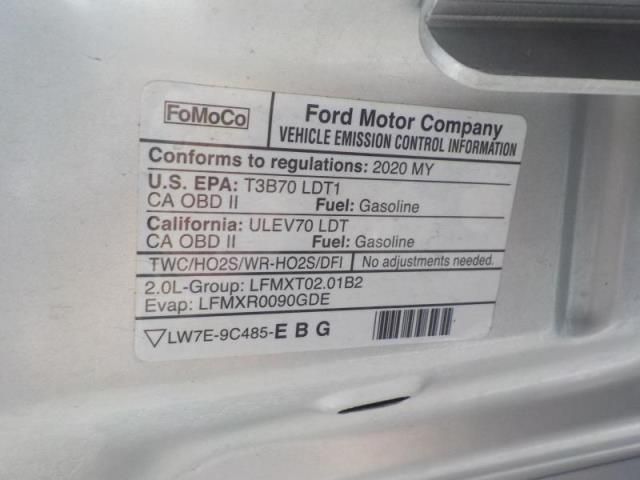 FoMoCo
Ford Motor Company
VEHICLE EMISSION CONTROL INFORMATION
Conforms to regulations: 2020 MY
U.S. EPA: T3B70 LDT1
CA OBD II Fuel: Gasoline
California: ULEV70 LDT
CA OBD II Fuel: Gasoline
TWC/HO2S/WR-HO2S/DFI No adjustments needed.
2.0L-Group: LFMXT02.01B2
Evap: LFMXR0090GDE
LW7E-9C485-E B G